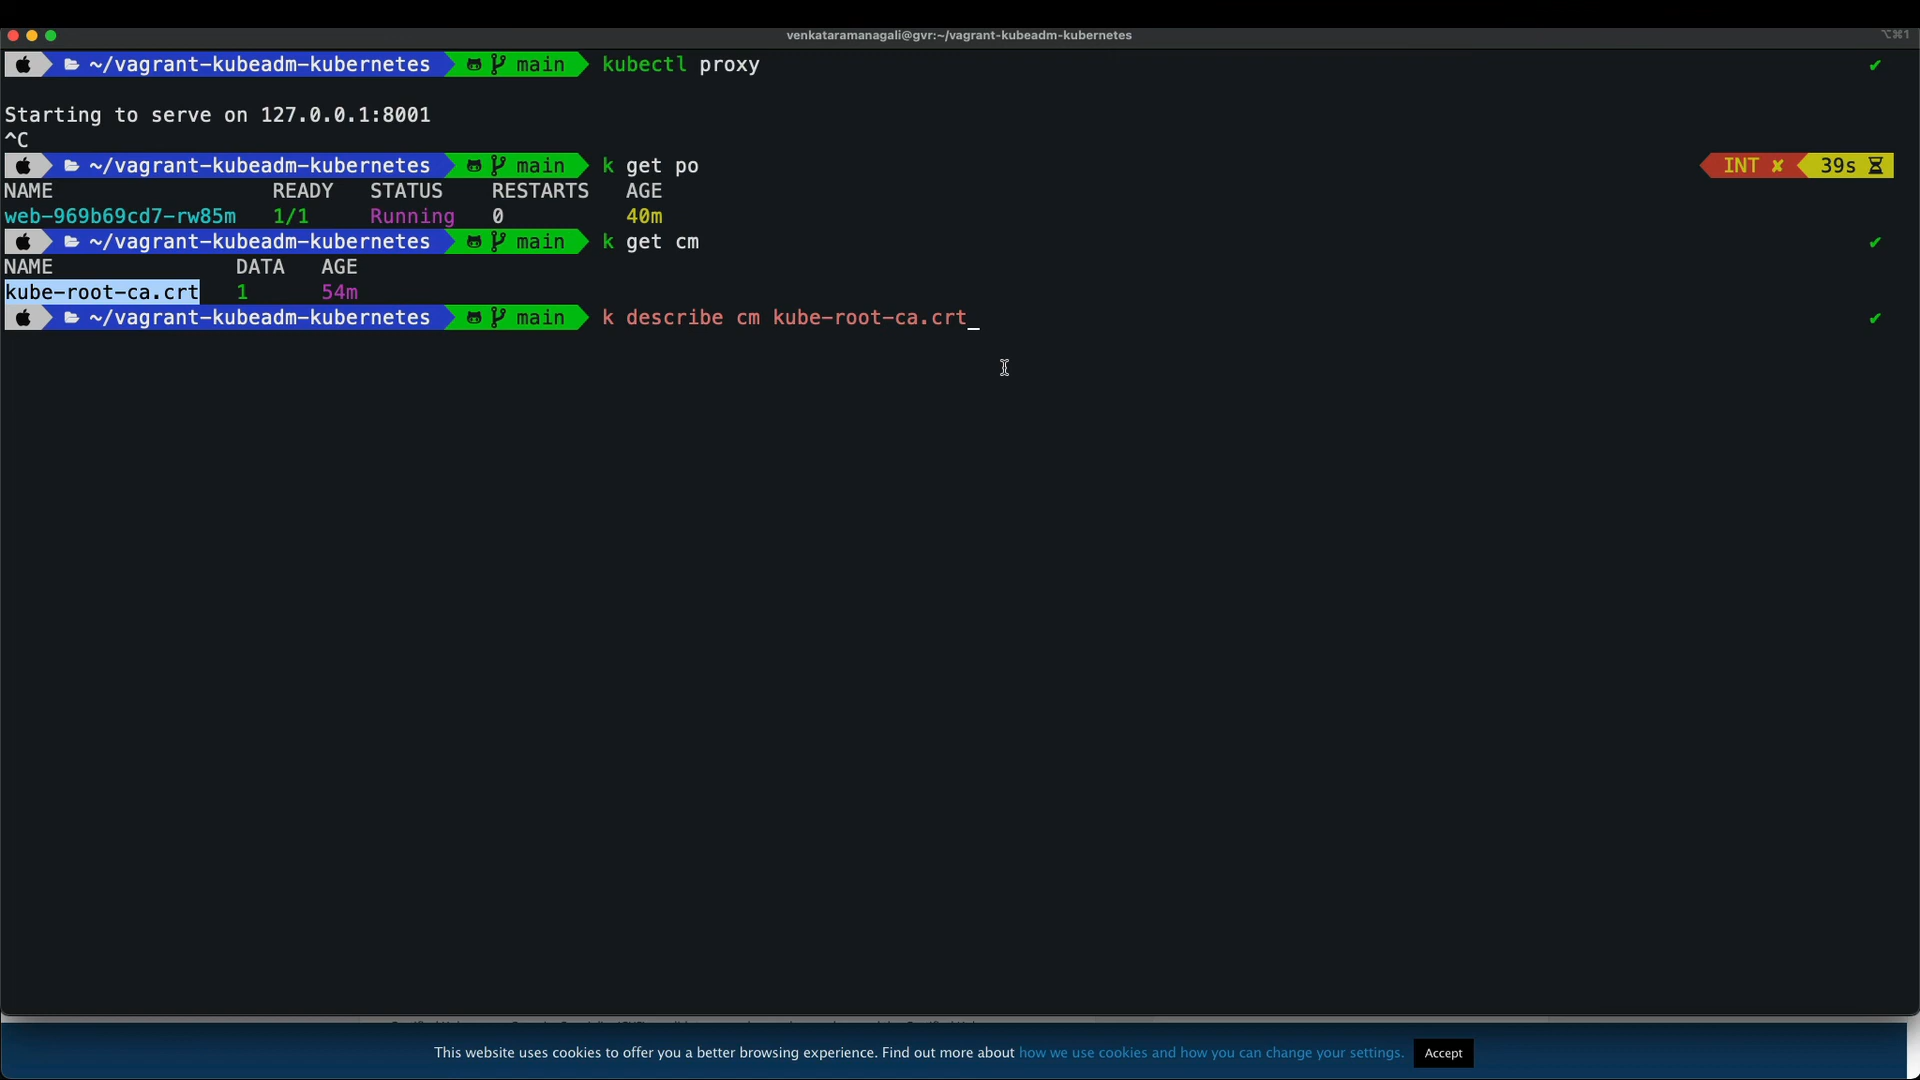 venkataramanagali@gvr:~/vagrant-kubeadm-kubernetes
⌥⌘1
~/vagrant-kubeadm-kubernetes main kubectl proxy ✔
Starting to serve on 127.0.0.1:8001
^C
~/vagrant-kubeadm-kubernetes main k get po INT ✘ 39s
NAME READY STATUS RESTARTS AGE
web-969b69cd7-rw85m 1/1 Running 0 40m
~/vagrant-kubeadm-kubernetes main k get cm ✔
NAME DATA AGE
kube-root-ca.crt 1 54m
~/vagrant-kubeadm-kubernetes main k describe cm kube-root-ca.crt_ ✔
This website uses cookies to offer you a better browsing experience. Find out more about how we use cookies and how you can change your settings. Accept